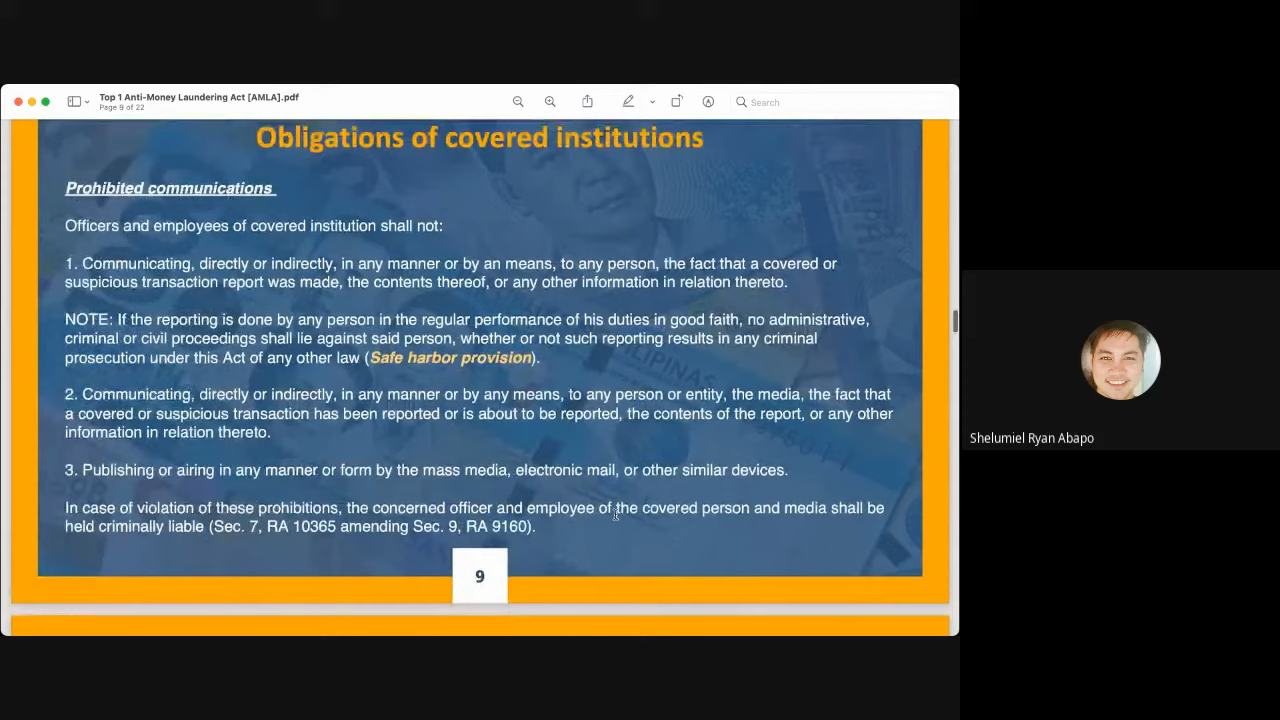 Top 1 Anti-Money Laundering Act [AMLA].pdf
Page 9 of 22
Search
Obligations of covered institutions
Prohibited communications
Officers and employees of covered institution shall not:
1. Communicating, directly or indirectly, in any manner or by an means, to any person, the fact that a covered or
suspicious transaction report was made, the contents thereof, or any other information in relation thereto.
NOTE: If the reporting is done by any person in the regular performance of his duties in good faith, no administrative,
criminal or civil proceedings shall lie against said person, whether or not such reporting results in any criminal
prosecution under this Act of any other law (Safe harbor provision).
2. Communicating, directly or indirectly, in any manner or by any means, to any person or entity, the media, the fact that
a covered or suspicious transaction has been reported or is about to be reported, the contents of the report, or any other
information in relation thereto.
3. Publishing or airing in any manner or form by the mass media, electronic mail, or other similar devices.
In case of violation of these prohibitions, the concerned officer and employee of the covered person and media shall be
held criminally liable (Sec. 7, RA 10365 amending Sec. 9, RA 9160).
9
Shelumiel Ryan Abapo